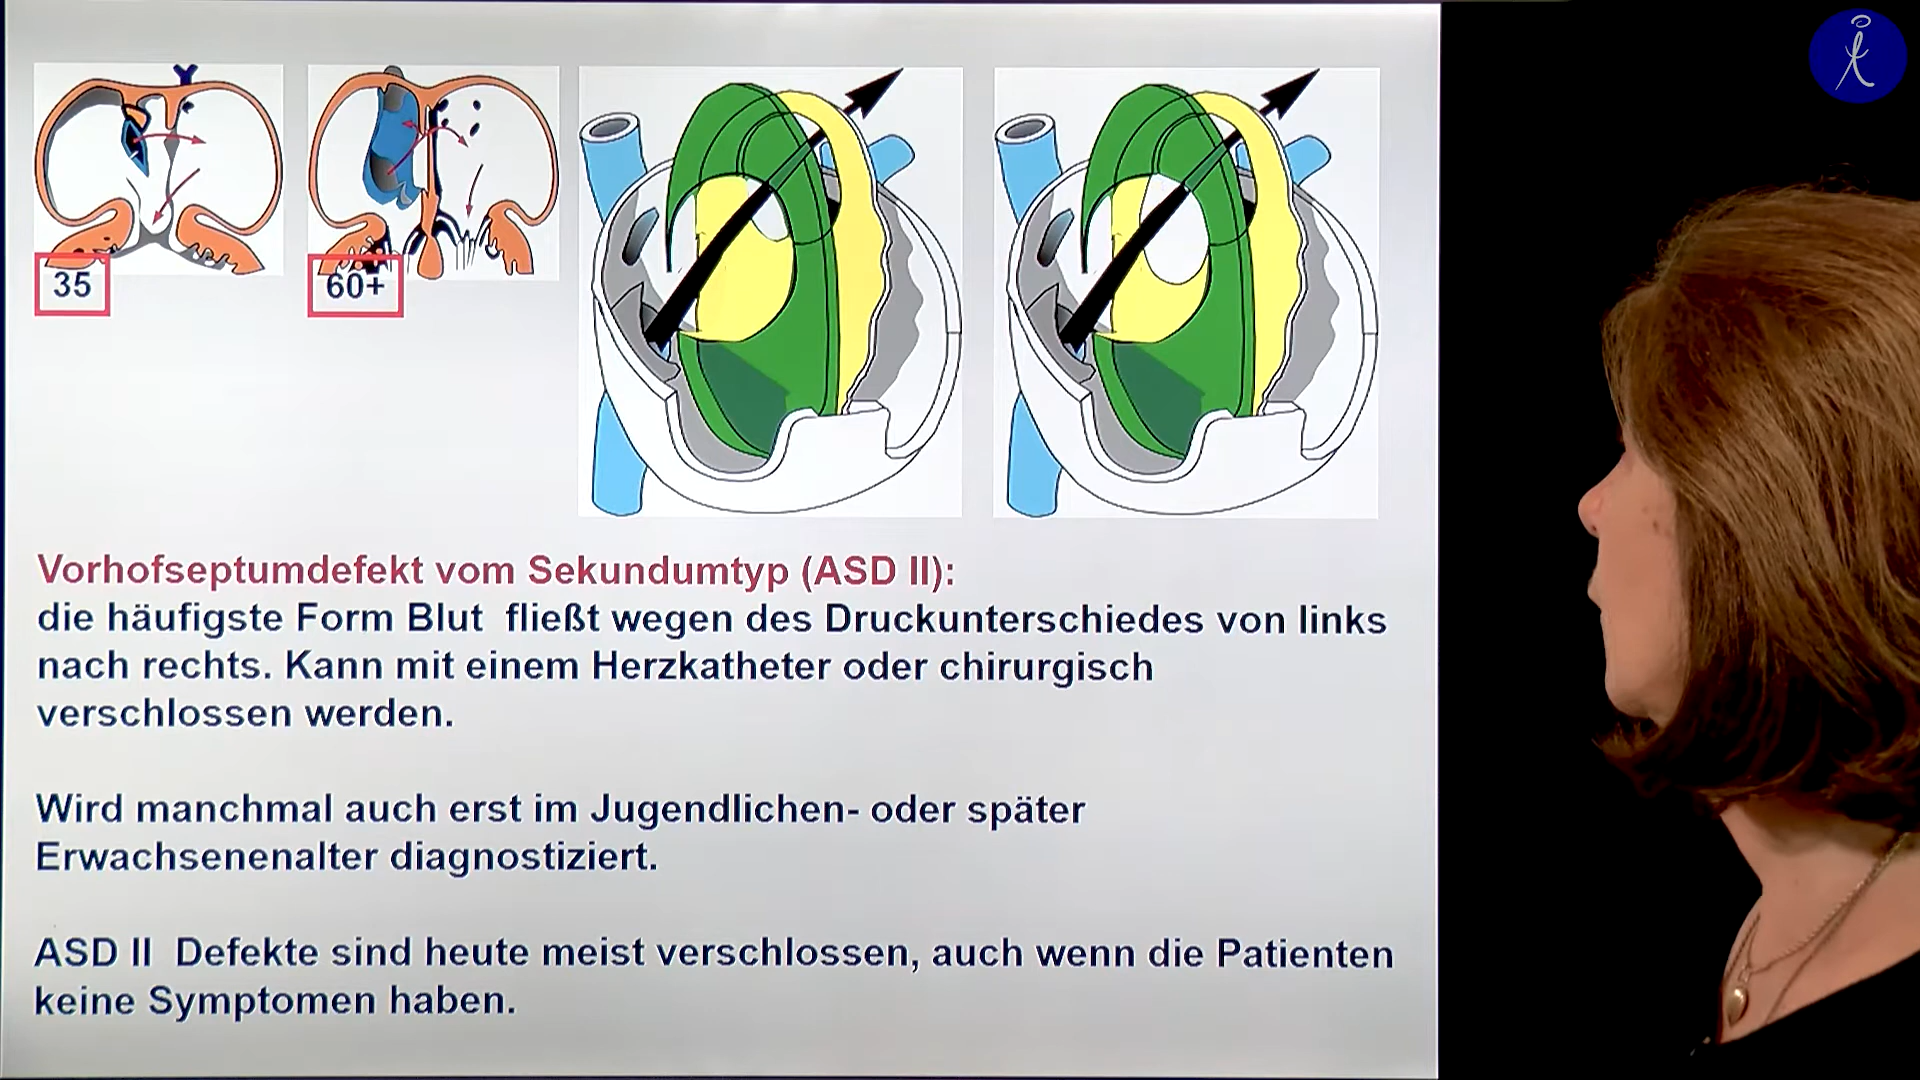 35
60+
Vorhofseptumdefekt vom Sekundumtyp (ASD II):
die häufigste Form Blut  fließt wegen des Druckunterschiedes von links
nach rechts. Kann mit einem Herzkatheter oder chirurgisch
verschlossen werden.
Wird manchmal auch erst im Jugendlichen- oder später
Erwachsenenalter diagnostiziert.
ASD II  Defekte sind heute meist verschlossen, auch wenn die Patienten
keine Symptomen haben.